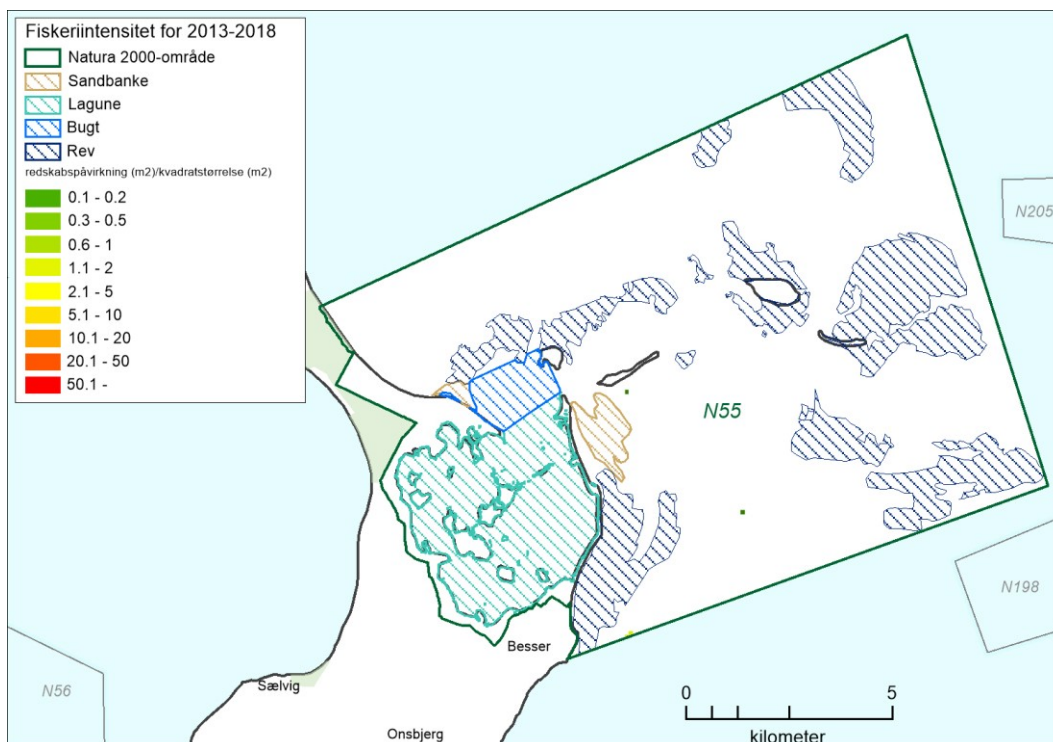 Fiskeriintensitet for 2013-2018
Natura 2000-område
Sandbanke
Lagune
Bugt
Rev
redskabspåvirkning (m2)/kvadratstørrelse (m2)
0.1 - 0.2
0.3 - 0.5
0.6 - 1
1.1 - 2
2.1 - 5
5.1 - 10
10.1 - 20
20.1 - 50
50.1 -
N205
N55
N198
Besser
N56
Sælvig
Onsbjerg
0 5
kilometer